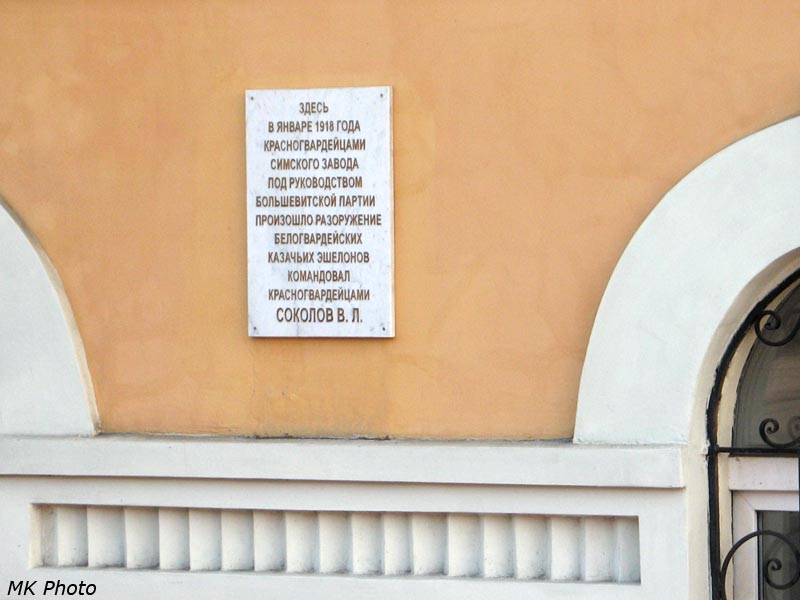 ЗДЕСЬ
В ЯНВАРЕ 1918 ГОДА
КРАСНОГВАРДЕЙЦАМИ
СИМСКОГО ЗАВОДА
ПОД РУКОВОДСТВОМ
БОЛЬШЕВИТСКОЙ ПАРТИИ
ПРОИЗОШЛО РАЗОРУЖЕНИЕ
БЕЛОГВАРДЕЙСКИХ
КАЗАЧЬИХ ЭШЕЛОНОВ
КОМАНДОВАЛ
КРАСНОГВАРДЕЙЦАМИ
СОКОЛОВ В. Л.
MK Photo